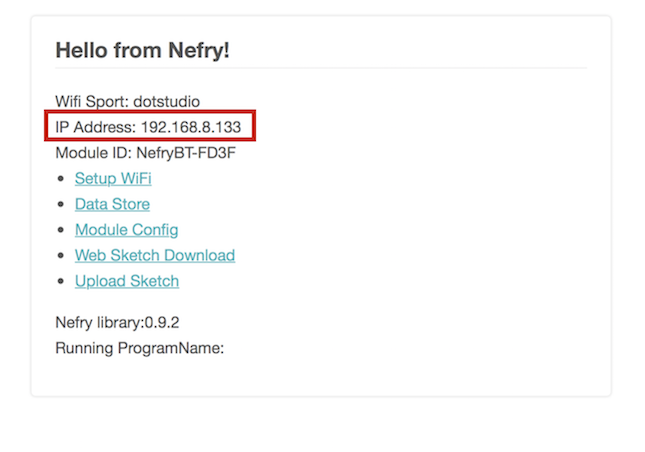 Hello from Nefry!
Wifi Sport: dotstudio
IP Address: 192.168.8.133
Module ID: NefryBT-FD3F
Setup WiFi
Data Store
Module Config
Web Sketch Download
Upload Sketch
Nefry library:0.9.2
Running ProgramName: